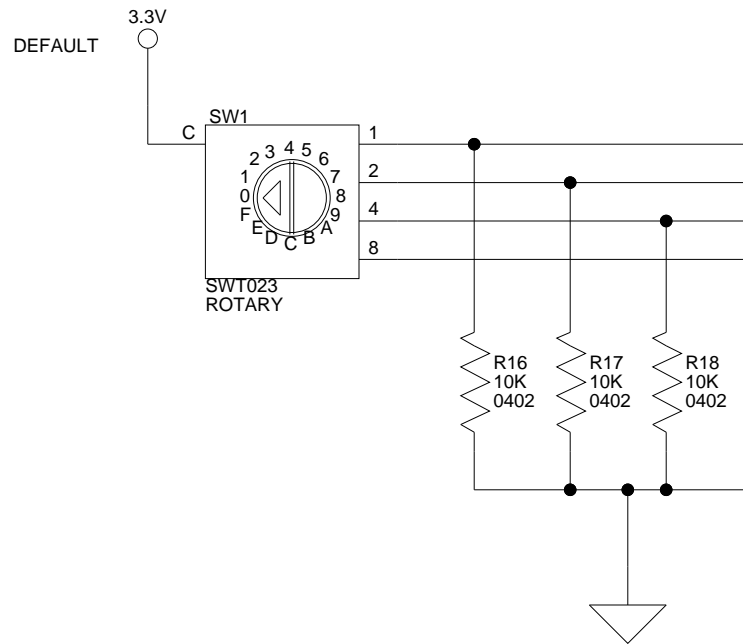 3.3V
DEFAULT
SW1
C
1
2
4
8
0
1
2
3
4
5
6
7
8
9
A
B
C
D
E
F
SWT023
ROTARY
R16
10K
0402
R17
10K
0402
R18
10K
0402